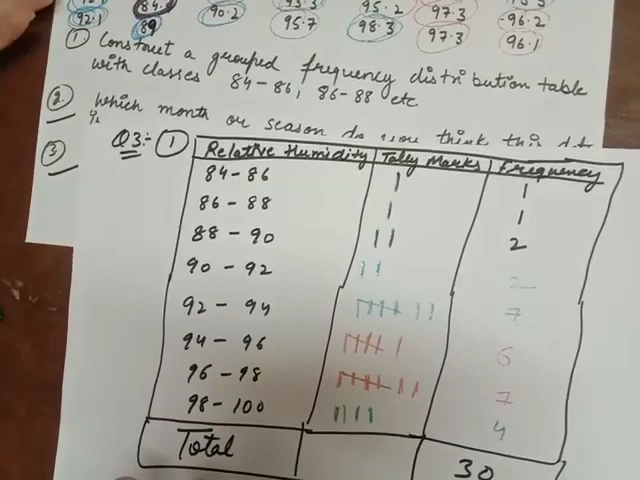 92.1 84. 90.2 95.2 97.3
89 95.7 98.3 97.3 -96.2
96.1
① Construct a grouped frequency distribution table
with classes 84-86, 86-88 etc
2. Which month or season do you think this
is
3 Q3:- ①
Relative Humidity Tally Marks Frequency
84-86 | 1
86-88 | 1
88-90 || 2
90-92 || 2
92-94 |||| || 7
94-96 |||| | 6
96-98 |||| || 7
98-100 |||| 4
Total 30